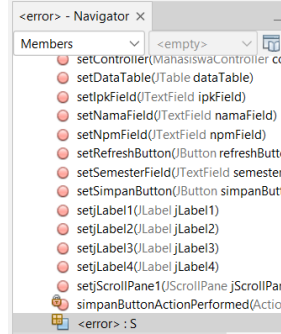 <error> - Navigator ×
Members <empty>
setController(MahasiswaController co
setDataTable(JTable dataTable)
setIpkField(JTextField ipkField)
setNamaField(JTextField namaField)
setNpmField(JTextField npmField)
setRefreshButton(JButton refreshButt
setSemesterField(JTextField semester
setSimpanButton(JButton simpanButt
setjLabel1(JLabel jLabel1)
setjLabel2(JLabel jLabel2)
setjLabel3(JLabel jLabel3)
setjLabel4(JLabel jLabel4)
setjScrollPane1(JScrollPane jScrollPan
simpanButtonActionPerformed(Actio
<error> : S